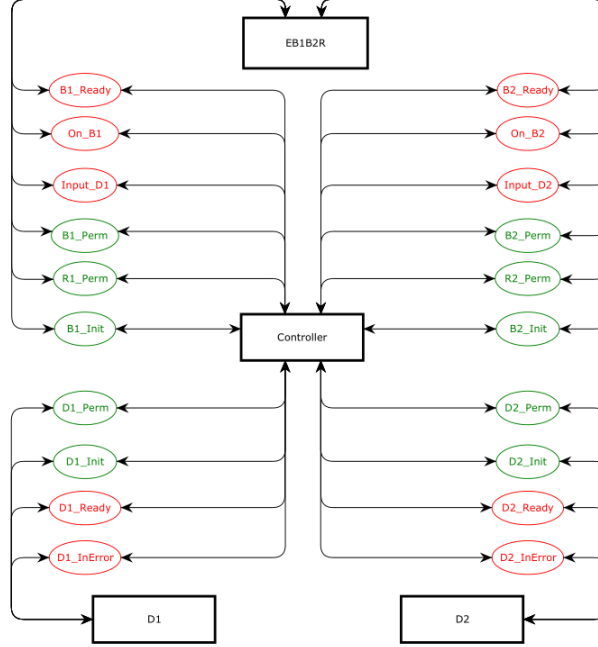 EB1B2R
B1_Ready
B2_Ready
On_B1
On_B2
Input_D1
Input_D2
B1_Perm
B2_Perm
R1_Perm
R2_Perm
B1_Init
Controller
B2_Init
D1_Perm
D2_Perm
D1_Init
D2_Init
D1_Ready
D2_Ready
D1_InError
D2_InError
D1
D2